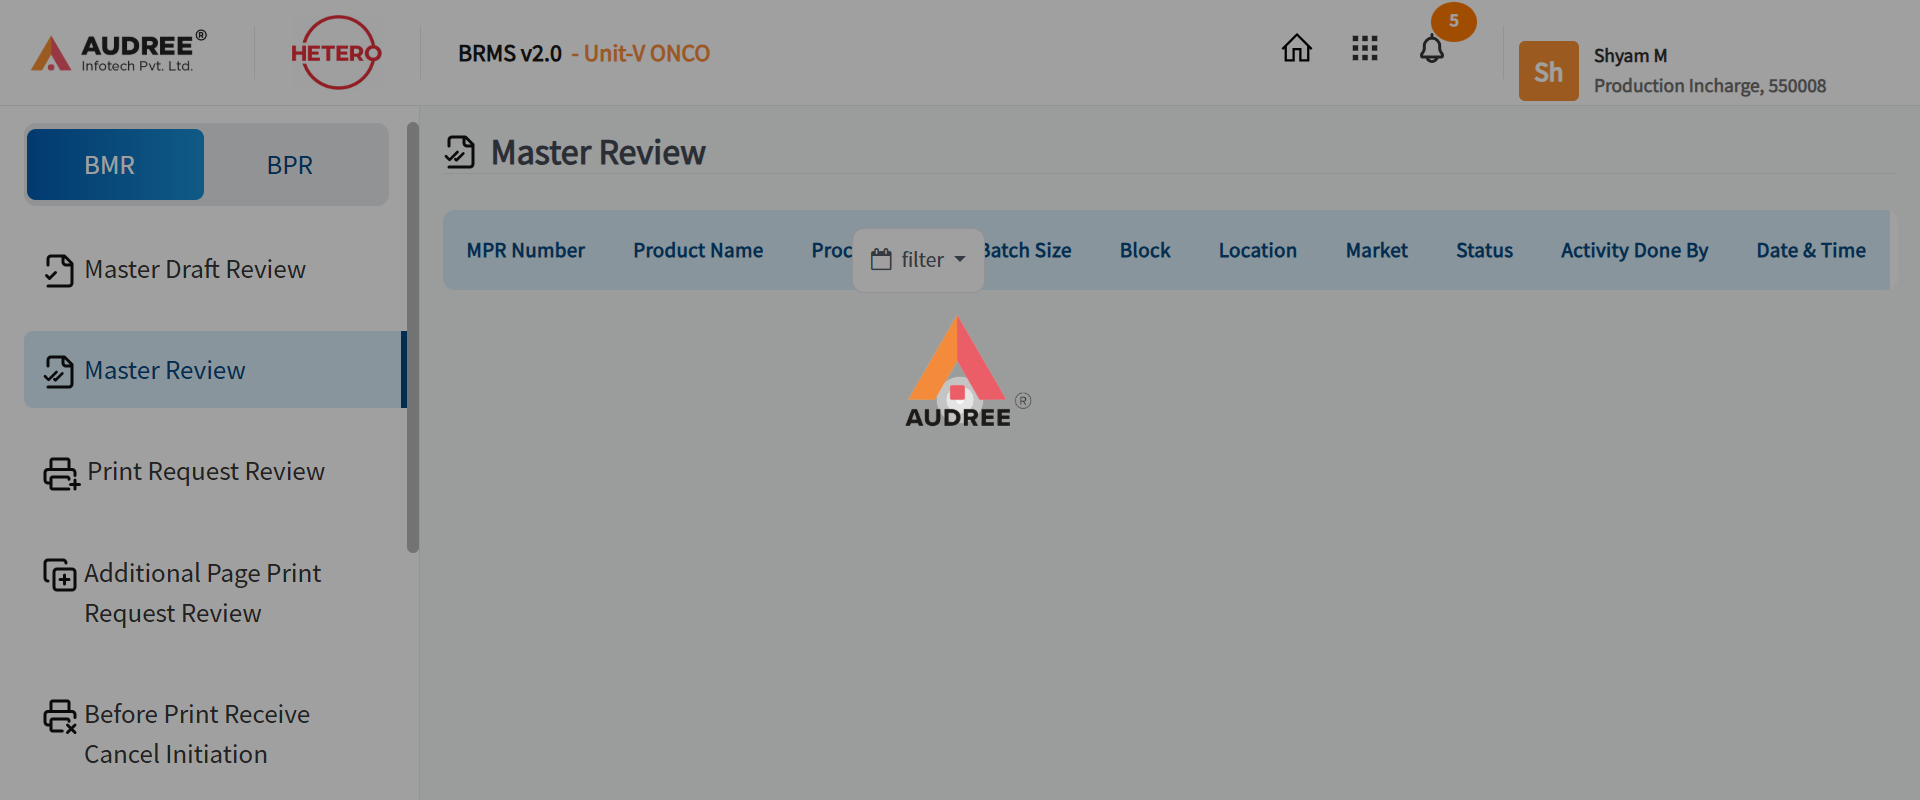 AUDREE ®
Infotech Pvt. Ltd.
HETERO
BRMS v2.0 - Unit-V ONCO
5
Sh
Shyam M
Production Incharge, 550008
BMR
BPR
Master Draft Review
Master Review
Print Request Review
Additional Page Print
Request Review
Before Print Receive
Cancel Initiation
Master Review
MPR Number Product Name Proc Batch Size Block Location Market Status Activity Done By Date & Time
filter
AUDREE ®